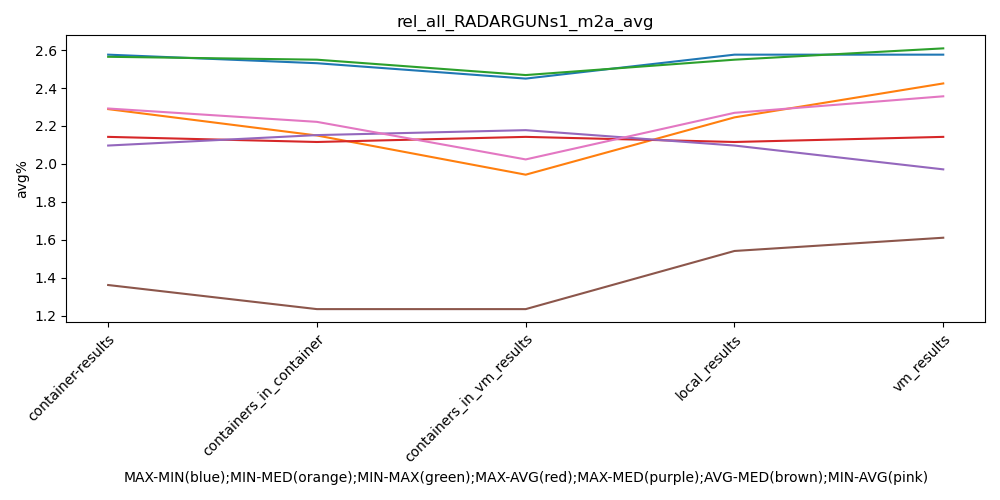 rel_all_RADARGUNs1_m2a_avg
avg%
2.6
2.4
2.2
2.0
1.8
1.6
1.4
1.2
container-results
containers_in_container
containers_in_vm_results
local_results
vm_results
MAX-MIN(blue);MIN-MED(orange);MIN-MAX(green);MAX-AVG(red);MAX-MED(purple);AVG-MED(brown);MIN-AVG(pink)